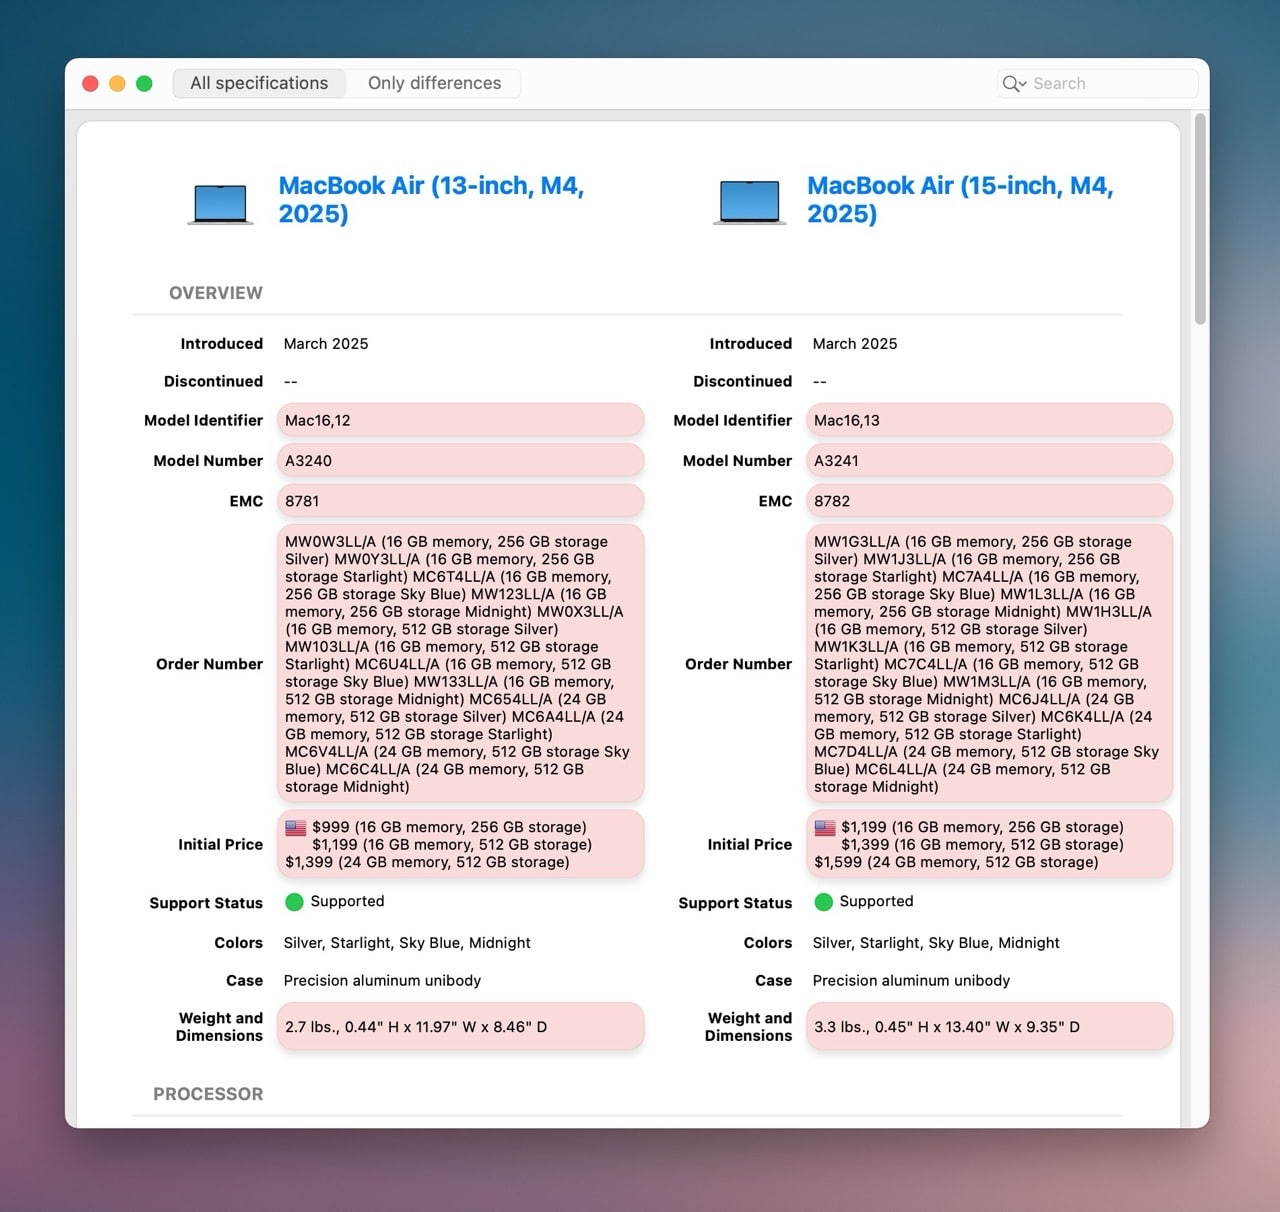 All specifications
Only differences
Search
MacBook Air (13-inch, M4,
2025)
MacBook Air (15-inch, M4,
2025)
OVERVIEW
Introduced March 2025
Introduced March 2025
Discontinued --
Discontinued --
Model Identifier Mac16,12
Model Identifier Mac16,13
Model Number A3240
Model Number A3241
EMC 8781
EMC 8782
Order Number
MW0W3LL/A (16 GB memory, 256 GB storage
Silver) MW0Y3LL/A (16 GB memory, 256 GB
storage Starlight) MC6T4LL/A (16 GB memory,
256 GB storage Sky Blue) MW123LL/A (16 GB
memory, 256 GB storage Midnight) MW0X3LL/A
(16 GB memory, 512 GB storage Silver)
MW103LL/A (16 GB memory, 512 GB storage
Starlight) MC6U4LL/A (16 GB memory, 512 GB
storage Sky Blue) MW133LL/A (16 GB memory,
512 GB storage Midnight) MC654LL/A (24 GB
memory, 512 GB storage Silver) MC6A4LL/A (24
GB memory, 512 GB storage Starlight)
MC6V4LL/A (24 GB memory, 512 GB storage Sky
Blue) MC6C4LL/A (24 GB memory, 512 GB
storage Midnight)
Order Number
MW1G3LL/A (16 GB memory, 256 GB storage
Silver) MW1J3LL/A (16 GB memory, 256 GB
storage Starlight) MC7A4LL/A (16 GB memory,
256 GB storage Sky Blue) MW1L3LL/A (16 GB
memory, 256 GB storage Midnight) MW1H3LL/A
(16 GB memory, 512 GB storage Silver)
MW1K3LL/A (16 GB memory, 512 GB storage
Starlight) MC7C4LL/A (16 GB memory, 512 GB
storage Sky Blue) MW1M3LL/A (16 GB memory,
512 GB storage Midnight) MC6J4LL/A (24 GB
memory, 512 GB storage Silver) MC6K4LL/A (24
GB memory, 512 GB storage Starlight)
MC7D4LL/A (24 GB memory, 512 GB storage Sky
Blue) MC6L4LL/A (24 GB memory, 512 GB
storage Midnight)
Initial Price
$999 (16 GB memory, 256 GB storage)
$1,199 (16 GB memory, 512 GB storage)
$1,399 (24 GB memory, 512 GB storage)
Initial Price
$1,199 (16 GB memory, 256 GB storage)
$1,399 (16 GB memory, 512 GB storage)
$1,599 (24 GB memory, 512 GB storage)
Support Status Supported
Support Status Supported
Colors Silver, Starlight, Sky Blue, Midnight
Colors Silver, Starlight, Sky Blue, Midnight
Case Precision aluminum unibody
Case Precision aluminum unibody
Weight and
Dimensions
2.7 lbs., 0.44" H x 11.97" W x 8.46" D
Weight and
Dimensions
3.3 lbs., 0.45" H x 13.40" W x 9.35" D
PROCESSOR